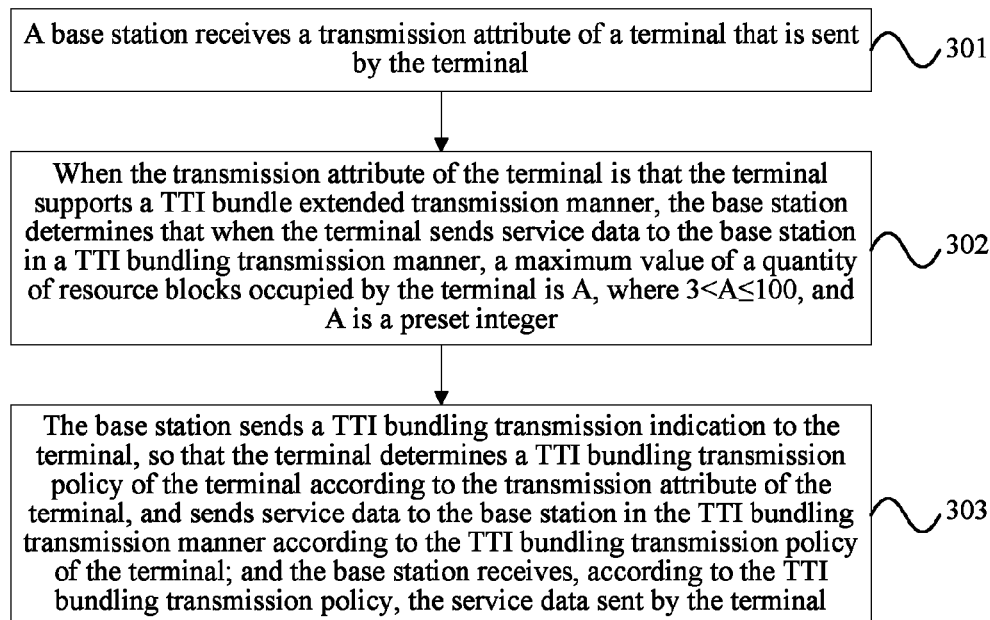 A base station receives a transmission attribute of a terminal that is sent
by the terminal
301
When the transmission attribute of the terminal is that the terminal
supports a TTI bundle extended transmission manner, the base station
determines that when the terminal sends service data to the base station
in a TTI bundling transmission manner, a maximum value of a quantity
of resource blocks occupied by the terminal is A, where 3<A≤100, and
A is a preset integer
302
The base station sends a TTI bundling transmission indication to the
terminal, so that the terminal determines a TTI bundling transmission
policy of the terminal according to the transmission attribute of the
terminal, and sends service data to the base station in the TTI bundling
transmission manner according to the TTI bundling transmission policy
of the terminal; and the base station receives, according to the TTI
bundling transmission policy, the service data sent by the terminal
303